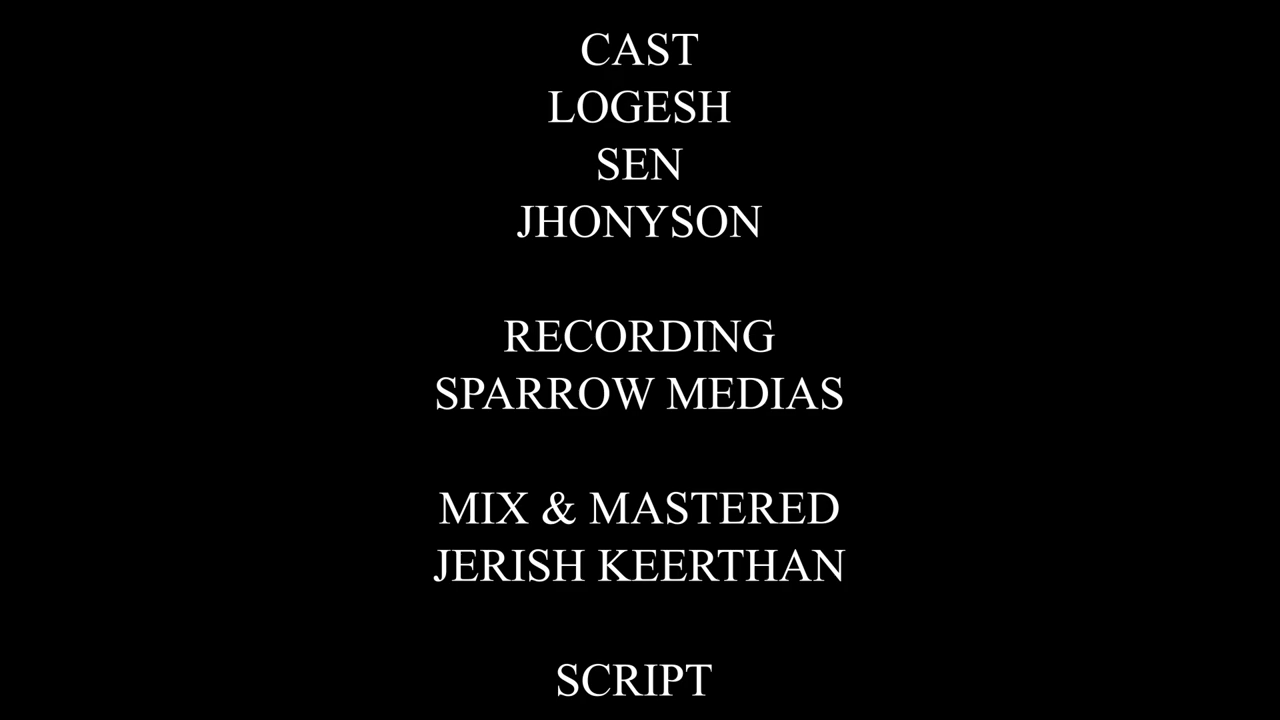 CAST
LOGESH
SEN
JHONYSON
RECORDING
SPARROW MEDIAS
MIX & MASTERED
JERISH KEERTHAN
SCRIPT